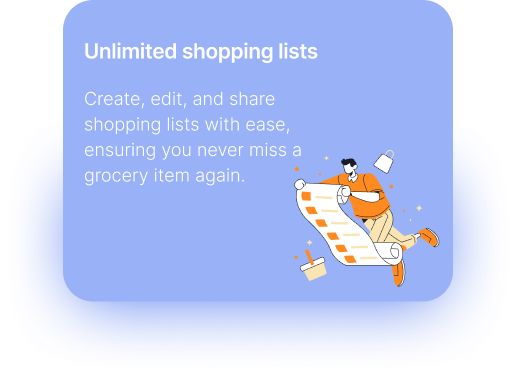 Unlimited shopping lists
Create, edit, and share
shopping lists with ease,
ensuring you never miss a
grocery item again.